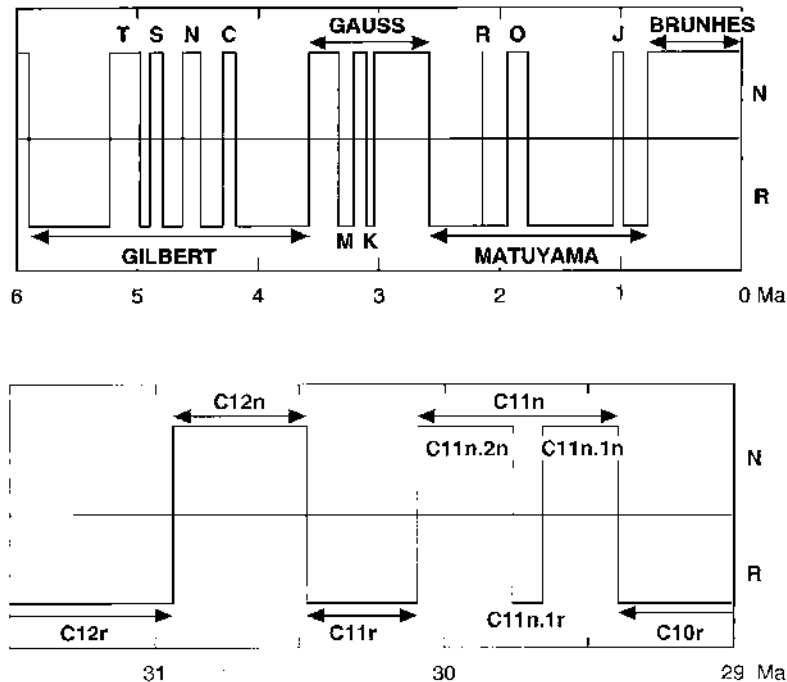 BRUNHES
GAUSS
T S N C R O J
N
R
M K
GILBERT MATUYAMA
6 5 4 3 2 1 0 Ma
C12n C11n
C11n.2n C11n.1n
N
R
C12r C11r C11n.1r C10r
31 30 29 Ma